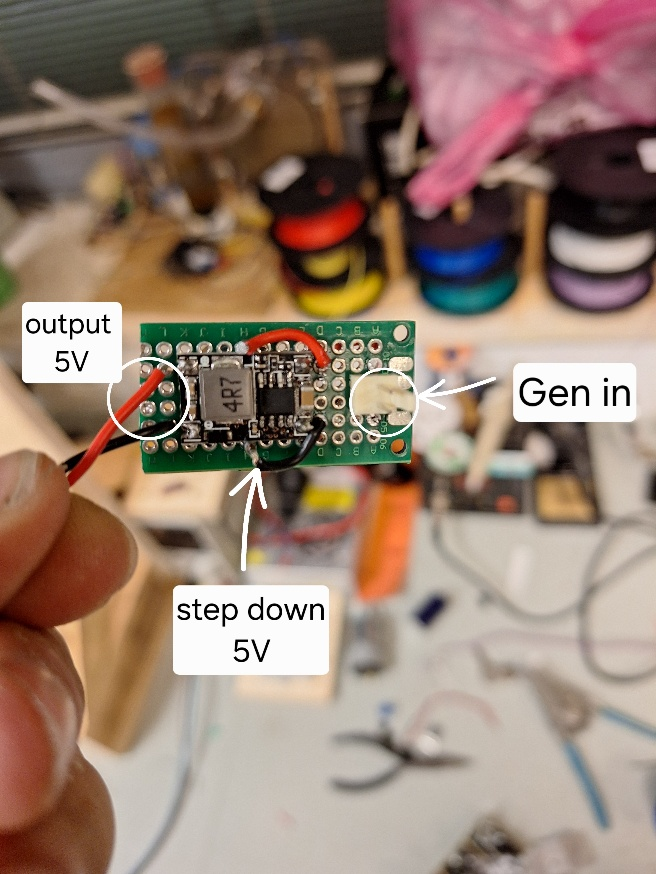 output
5V
Gen in
4R7
step down
5V